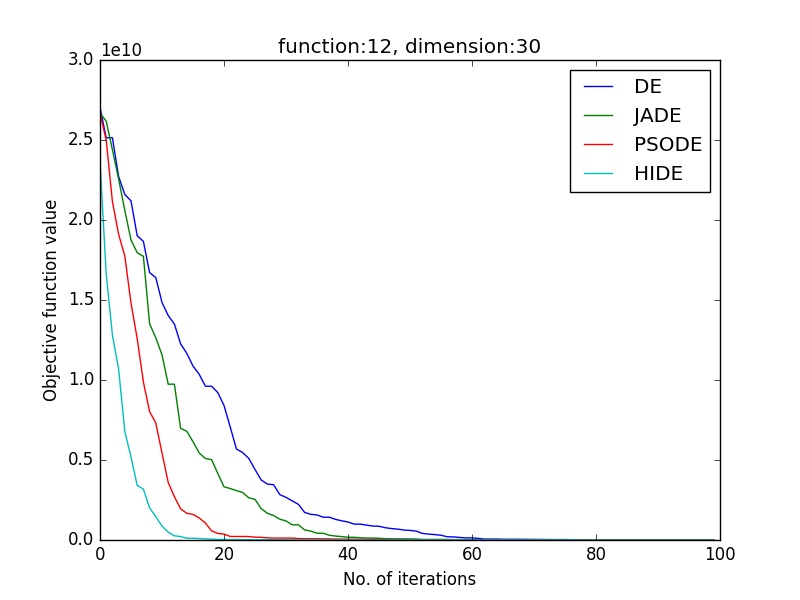 function:12, dimension:30
1e10
3.0
2.5
2.0
1.5
1.0
0.5
0.0
Objective function value
DE
JADE
PSODE
HIDE
0 20 40 60 80 100
No. of iterations